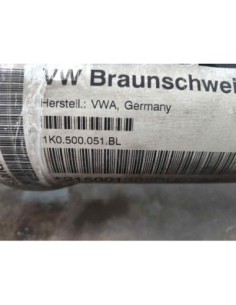 VW Braunschwei
Herstell.: VWA, Germany
1K0.500.051.BL